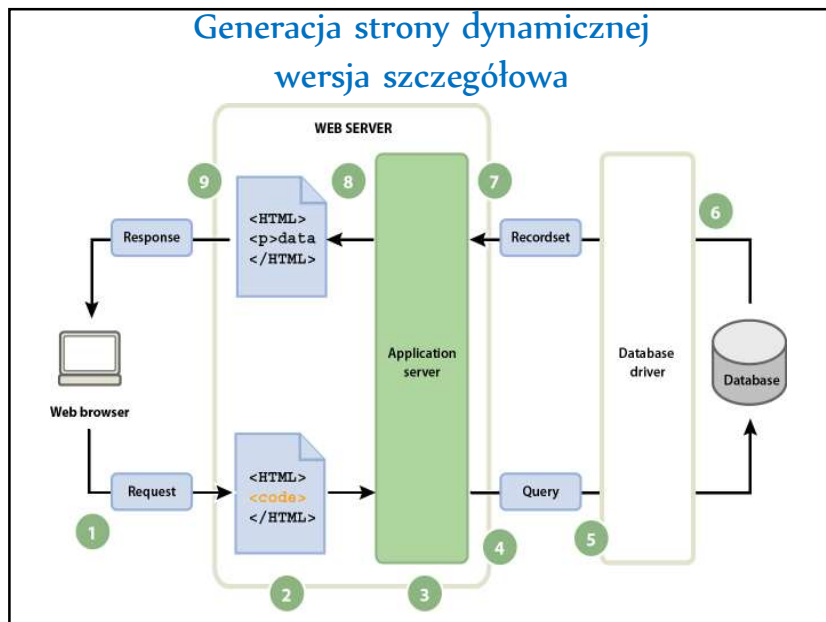 Generacja strony dynamicznej
wersja szczegółowa
WEB SERVER
9
8
7
6
<HTML>
<p>data
</HTML>
Response
Recordset
Application
server
Database
driver
Database
Web browser
<HTML>
<code>
</HTML>
Request
Query
1
2
3
4
5